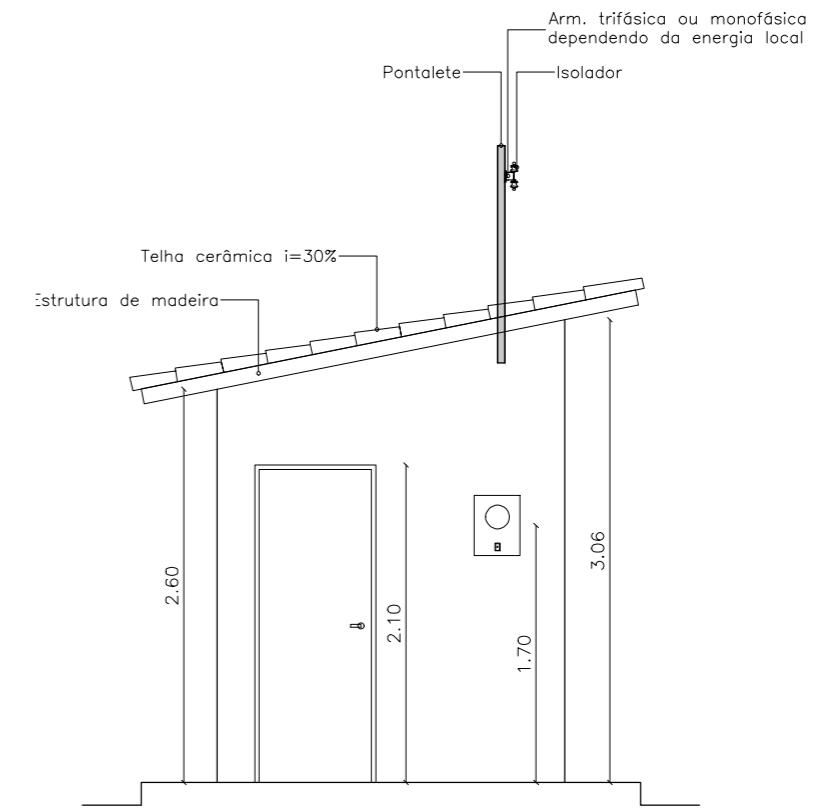 Arm. trifásica ou monofásica
dependendo da energia local
Pontalete
Isolador
Telha cerâmica i=30%
Estrutura de madeira
2.60
2.10
1.70
3.06